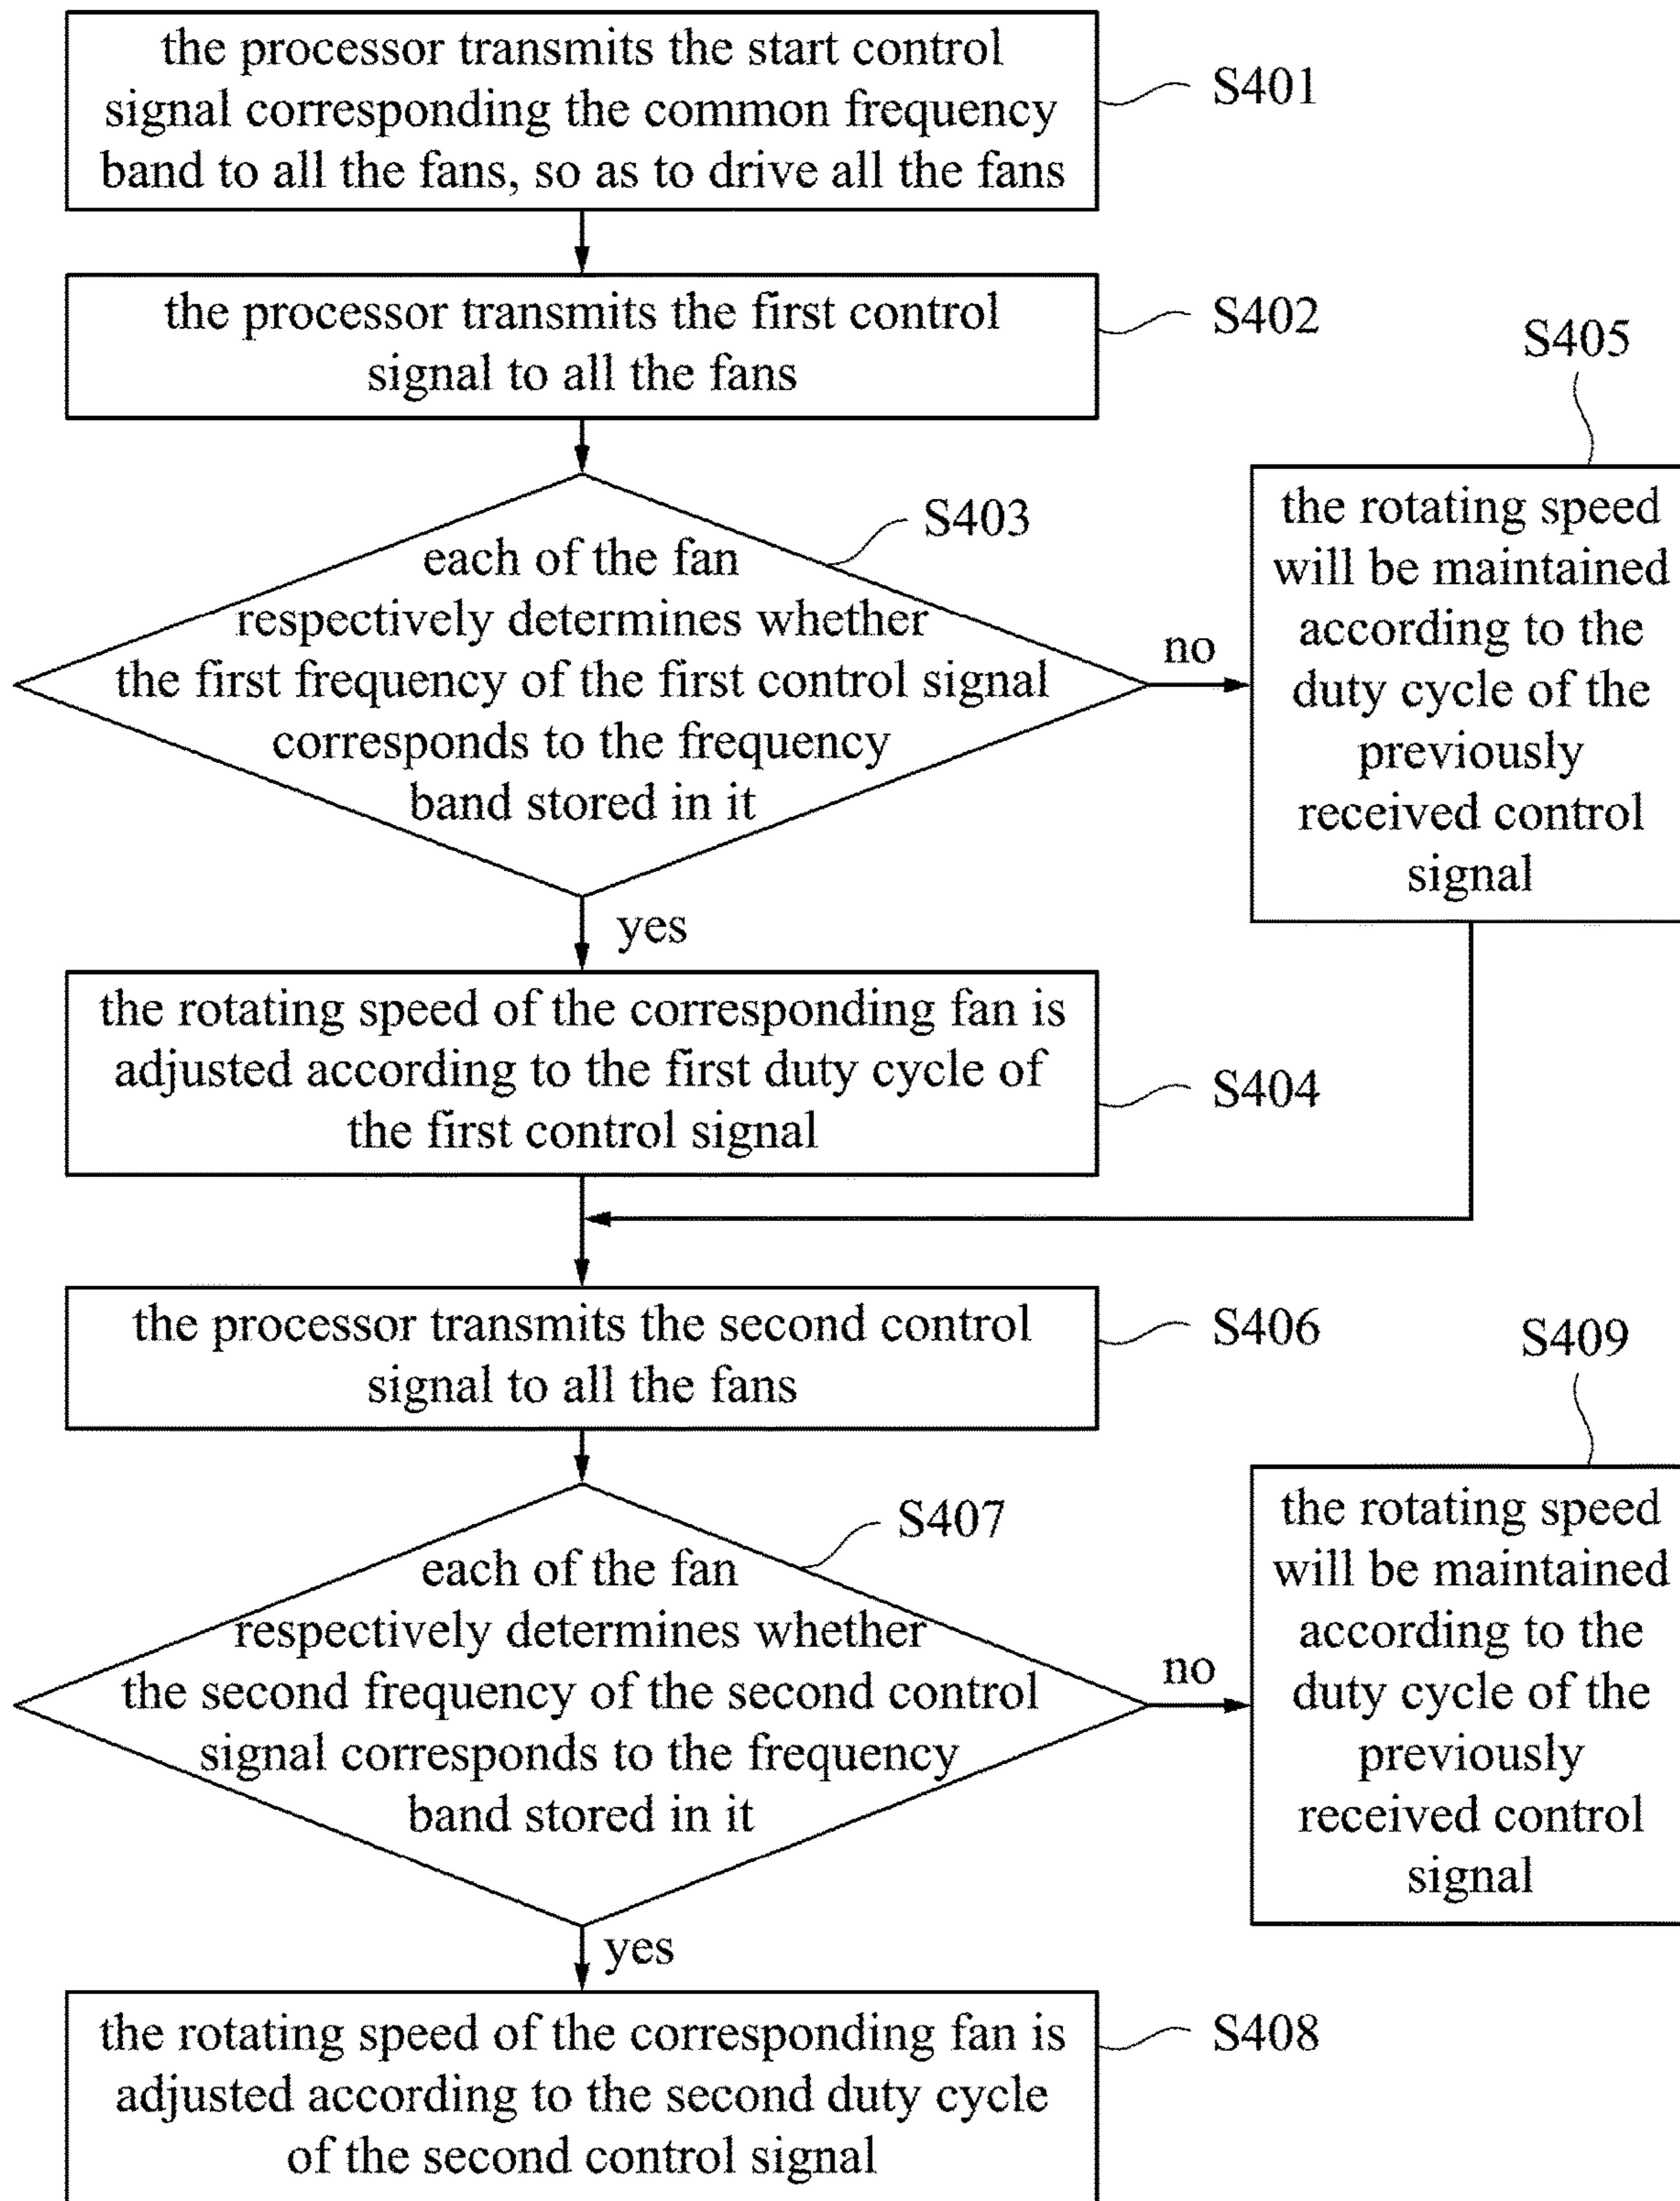 the processor transmits the start control
signal corresponding the common frequency
band to all the fans, so as to drive all the fans
S401
the processor transmits the first control
signal to all the fans
S402
each of the fan
respectively determines whether
the first frequency of the first control signal
corresponds to the frequency
band stored in it
S403
no
yes
S405
the rotating speed
will be maintained
according to the
duty cycle of the
previously
received control
signal
the rotating speed of the corresponding fan is
adjusted according to the first duty cycle of
the first control signal
S404
the processor transmits the second control
signal to all the fans
S406
each of the fan
respectively determines whether
the second frequency of the second control
signal corresponds to the frequency
band stored in it
S407
no
yes
S409
the rotating speed
will be maintained
according to the
duty cycle of the
previously
received control
signal
the rotating speed of the corresponding fan is
adjusted according to the second duty cycle
of the second control signal
S408